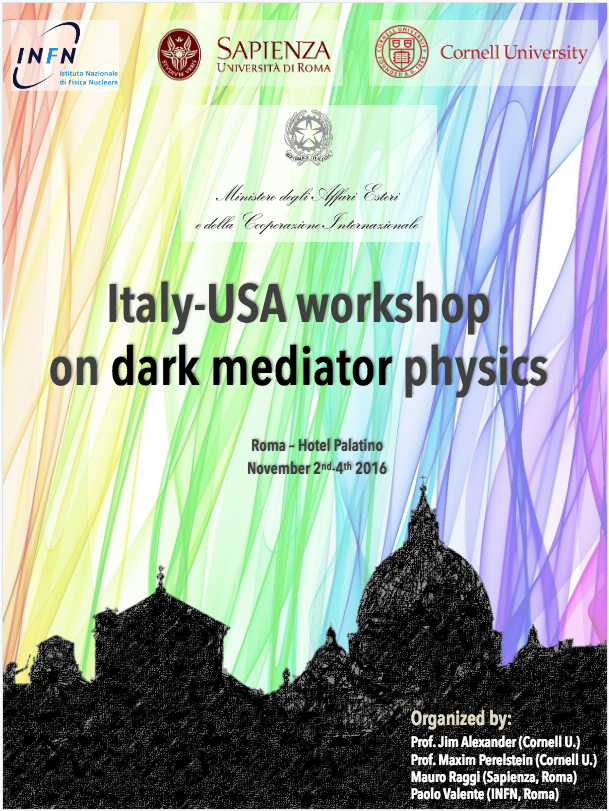 INFN
Istituto Nazionale
di Fisica Nucleare
SAPIENZA
UNIVERSITÀ DI ROMA
Cornell University
Ministero degli Affari Esteri
e della Cooperazione Internazionale
Italy-USA workshop
on dark mediator physics
Roma – Hotel Palatino
November 2nd-4th 2016
Organized by:
Prof. Jim Alexander (Cornell U.)
Prof. Maxim Perelstein (Cornell U.)
Mauro Raggi (Sapienza, Roma)
Paolo Valente (INFN, Roma)